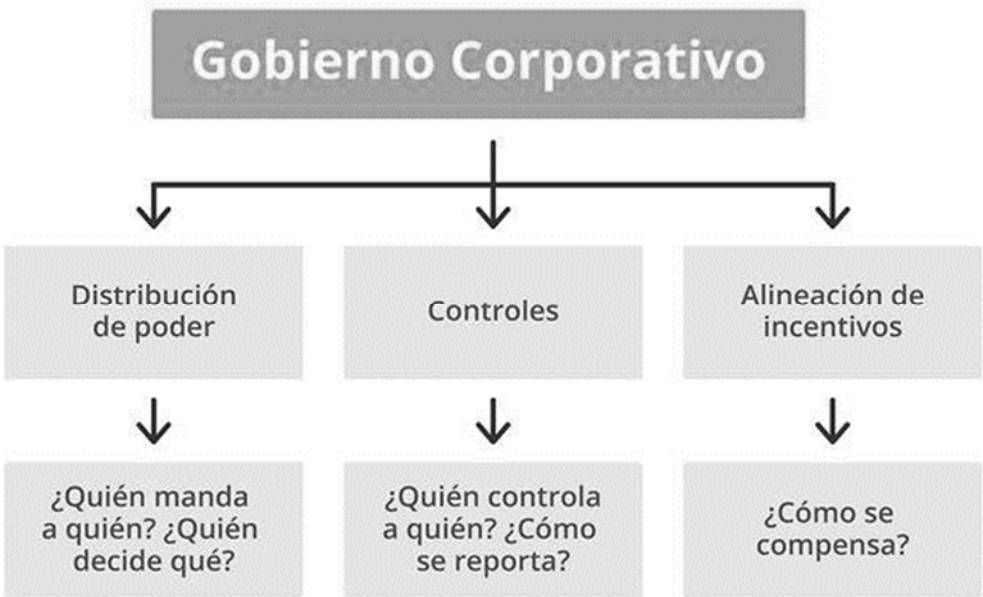 Gobierno Corporativo
Distribución
de poder
Controles
Alineación de
incentivos
¿Quién manda
a quién? ¿Quién
decide qué?
¿Quién controla
a quién? ¿Cómo
se reporta?
¿Cómo se
compensa?